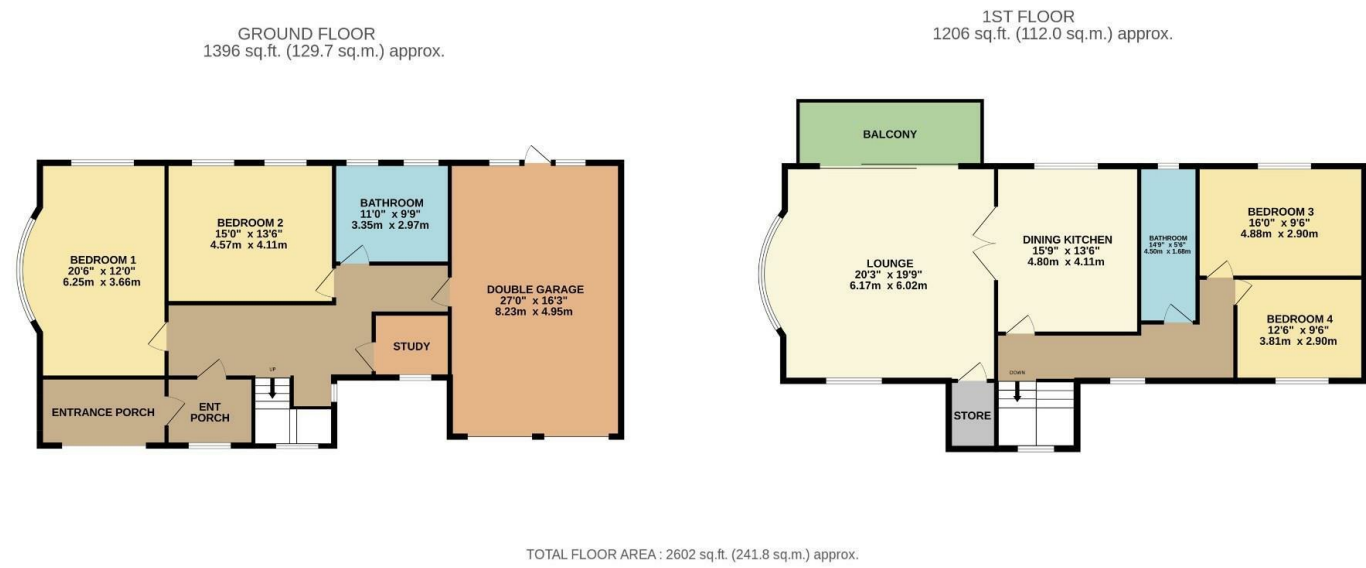 GROUND FLOOR
1396 sq.ft. (129.7 sq.m.) approx.
BEDROOM 1
20'6" x 12'0"
6.25m x 3.66m
BEDROOM 2
15'0" x 13'6"
4.57m x 4.11m
BATHROOM
11'0" x 9'9"
3.35m x 2.97m
DOUBLE GARAGE
27'0" x 16'3"
8.23m x 4.95m
STUDY
UP
ENTRANCE PORCH
ENT
PORCH
1ST FLOOR
1206 sq.ft. (112.0 sq.m.) approx.
BALCONY
LOUNGE
20'3" x 19'9"
6.17m x 6.02m
DINING KITCHEN
15'9" x 13'6"
4.80m x 4.11m
BATHROOM
14'9" x 5'6"
4.50m x 1.68m
BEDROOM 3
16'0" x 9'6"
4.88m x 2.90m
BEDROOM 4
12'6" x 9'6"
3.81m x 2.90m
DOWN
STORE
TOTAL FLOOR AREA : 2602 sq.ft. (241.8 sq.m.) approx.